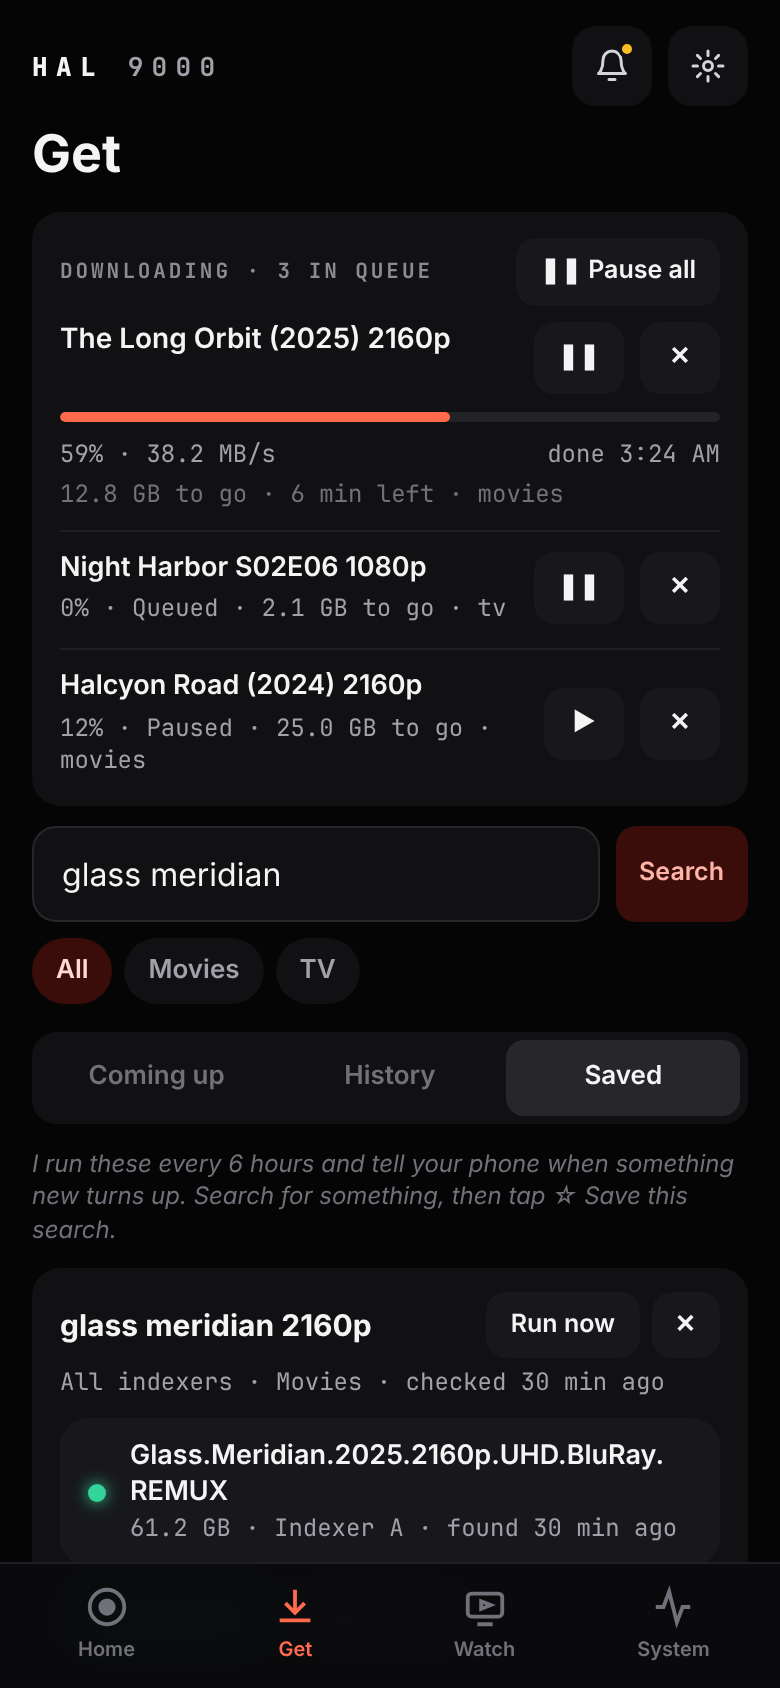 HAL 9000
Get
DOWNLOADING · 3 IN QUEUE
❚❚ Pause all
The Long Orbit (2025) 2160p
❚❚ ✕
59% · 38.2 MB/s
done 3:24 AM
12.8 GB to go · 6 min left · movies
Night Harbor S02E06 1080p
❚❚ ✕
0% · Queued · 2.1 GB to go · tv
Halcyon Road (2024) 2160p
▶ ✕
12% · Paused · 25.0 GB to go ·
movies
glass meridian
Search
All
Movies
TV
Coming up
History
Saved
I run these every 6 hours and tell your phone when something
new turns up. Search for something, then tap ☆ Save this
search.
glass meridian 2160p
Run now
✕
All indexers · Movies · checked 30 min ago
Glass.Meridian.2025.2160p.UHD.BluRay.
REMUX
61.2 GB · Indexer A · found 30 min ago
Home
Get
Watch
System